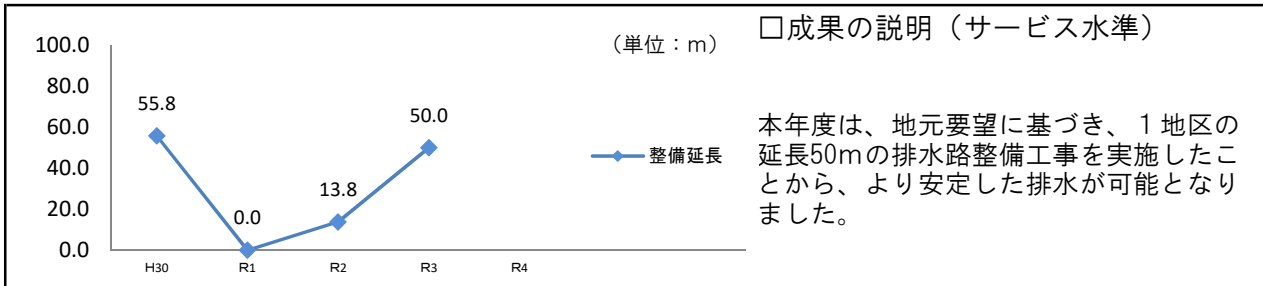 （単位：m）
100.0
80.0
60.0
40.0
20.0
0.0
55.8
0.0
13.8
50.0
H30
R1
R2
R3
R4
整備延長
□成果の説明（サービス水準）
本年度は、地元要望に基づき、１地区の
延長50mの排水路整備工事を実施したこ
とから、より安定した排水が可能となり
ました。